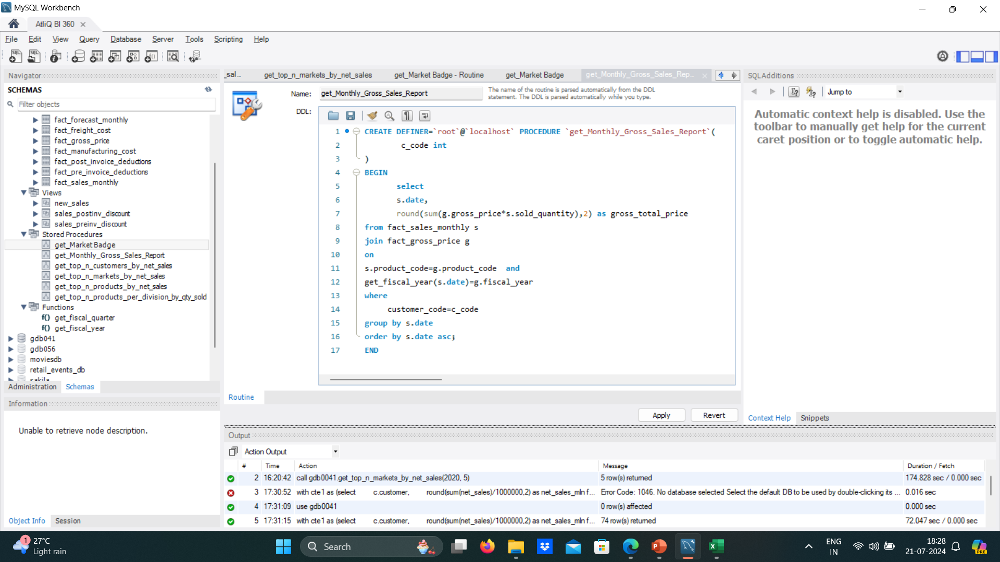 MySQL Workbench
AtliQ BI 360
File Edit View Query Database Server Tools Scripting Help
Navigator
SCHEMAS
Filter objects
fact_forecast_monthly
fact_freight_cost
fact_gross_price
fact_manufacturing_cost
fact_post_invoice_deductions
fact_pre_invoice_deductions
fact_sales_monthly
Views
new_sales
sales_postinv_discount
sales_preinv_discount
Stored Procedures
get_Market Badge
get_Monthly_Gross_Sales_Report
get_top_n_customers_by_net_sales
get_top_n_markets_by_net_sales
get_top_n_products_by_net_sales
get_top_n_products_per_division_by_qty_sold
Functions
f() get_fiscal_quarter
f() get_fiscal_year
gdb041
gdb056
moviesdb
retail_events_db
sakila
Administration Schemas
Information
Unable to retrieve node description.
Object Info Session
_sal... get_top_n_markets_by_net_sales get_Market Badge - Routine get_Market Badge get_Monthly_Gross_Sales_Rep...
Name: get_Monthly_Gross_Sales_Report
The name of the routine is parsed automatically from the DDL
statement. The DDL is parsed automatically while you type.
DDL:
1 CREATE DEFINER=`root`@`localhost` PROCEDURE `get_Monthly_Gross_Sales_Report`(
2 c_code int
3 )
4 BEGIN
5 select
6 s.date,
7 round(sum(g.gross_price*s.sold_quantity),2) as gross_total_price
8 from fact_sales_monthly s
9 join fact_gross_price g
10 on
11 s.product_code=g.product_code and
12 get_fiscal_year(s.date)=g.fiscal_year
13 where
14 customer_code=c_code
15 group by s.date
16 order by s.date asc;
17 END
Routine
Apply Revert
SQLAdditions
Jump to
Automatic context help is disabled. Use the
toolbar to manually get help for the current
caret position or to toggle automatic help.
Context Help Snippets
Output
Action Output
# Time Action Message Duration / Fetch
2 16:20:42 call gdb0041.get_top_n_markets_by_net_sales(2020, 5) 5 row(s) returned 174.828 sec / 0.000 sec
3 17:30:52 with cte1 as (select c.customer, round(sum(net_sales)/1000000,2) as net_sales_mln f... Error Code: 1046. No database selected Select the default DB to be used by double-clicking its ... 0.016 sec
4 17:31:09 use gdb0041 0 row(s) affected 0.000 sec
5 17:31:15 with cte1 as (select c.customer, round(sum(net_sales)/1000000,2) as net_sales_mln f... 74 row(s) returned 72.047 sec / 0.000 sec
1 27°C
Light rain
Search
ENG
IN
18:28
21-07-2024
PRE